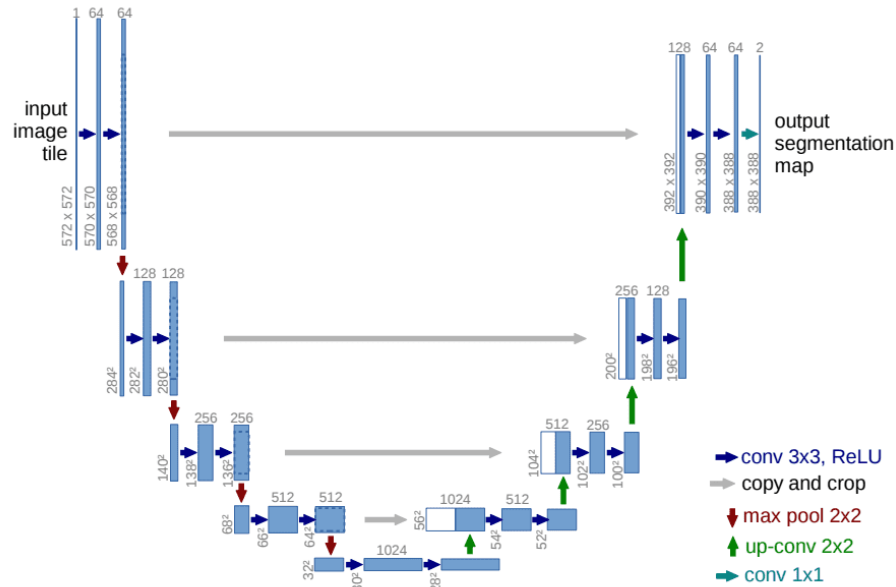 1 64 64
input
image
tile
572 x 572
570 x 570
568 x 568
128 64 64 2
output
segmentation
map
392 x 392
390 x 390
388 x 388
388 x 388
128 128
284²
282²
280²
256 128
200²
198²
196²
256 256
140²
138²
136²
512 256
104²
102²
100²
512 512
68²
66²
64²
1024 512
56²
54²
52²
1024
32²
conv 3x3, ReLU
copy and crop
max pool 2x2
up-conv 2x2
conv 1x1